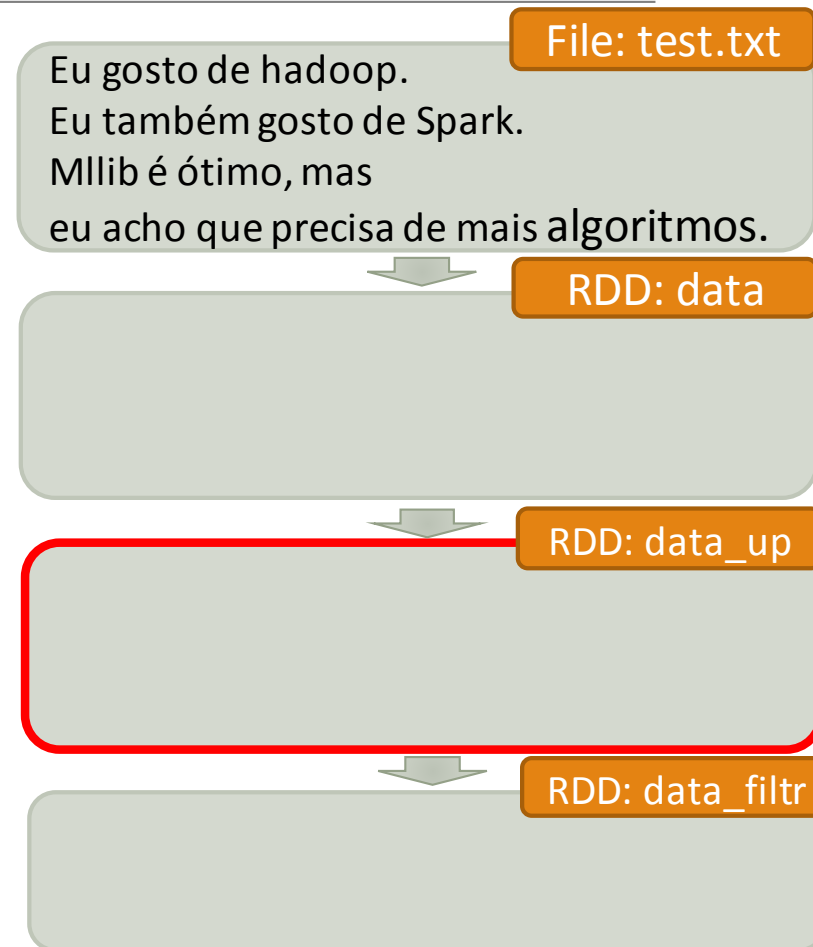 File: test.txt
Eu gosto de hadoop.
Eu também gosto de Spark.
Mllib é ótimo, mas
eu acho que precisa de mais algoritmos.
RDD: data
RDD: data_up
RDD: data_filtr